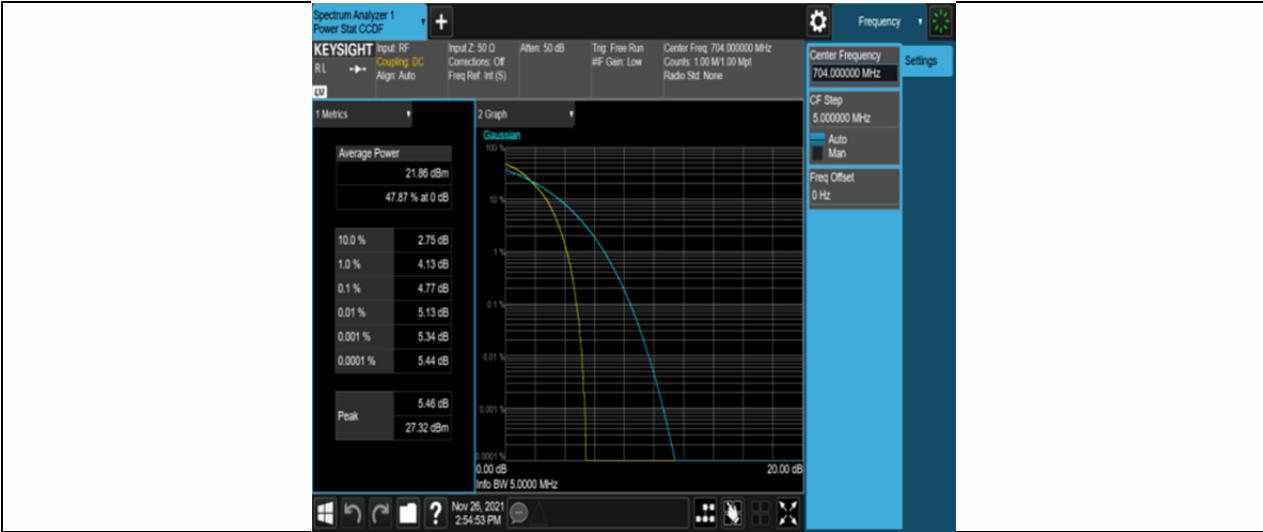 Spectrum Analyzer 1
Power Stat CCDF
+
Frequency
KEYSIGHT
RL
LV
Input: RF
Coupling: DC
Align: Auto
Input Z: 50 Ω
Corrections: Off
Freq Ref: Int (S)
Atten: 50 dB
Trig: Free Run
#IF Gain: Low
Center Freq: 704.000000 MHz
Counts: 1.00 M/1.00 Mpt
Radio Std: None
Center Frequency
704.000000 MHz
Settings
CF Step
5.000000 MHz
Auto
Man
Freq Offset
0 Hz
1 Metrics
Average Power
21.86 dBm
47.87 % at 0 dB
10.0 % 2.75 dB
1.0 % 4.13 dB
0.1 % 4.77 dB
0.01 % 5.13 dB
0.001 % 5.34 dB
0.0001 % 5.44 dB
Peak
5.46 dB
27.32 dBm
2 Graph
Gaussian
100 %
10 %
1 %
0.1 %
0.01 %
0.001 %
0.0001 %
0.00 dB 20.00 dB
Info BW 5.0000 MHz
?
Nov 26, 2021
2:54:53 PM